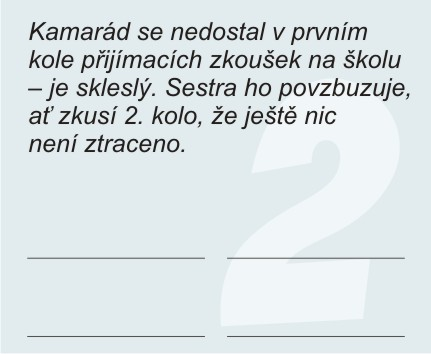 Kamarád se nedostal v prvním
kole přijímacích zkoušek na školu
– je skleslý. Sestra ho povzbuzuje,
ať zkusí 2. kolo, že ještě nic
není ztraceno.
2